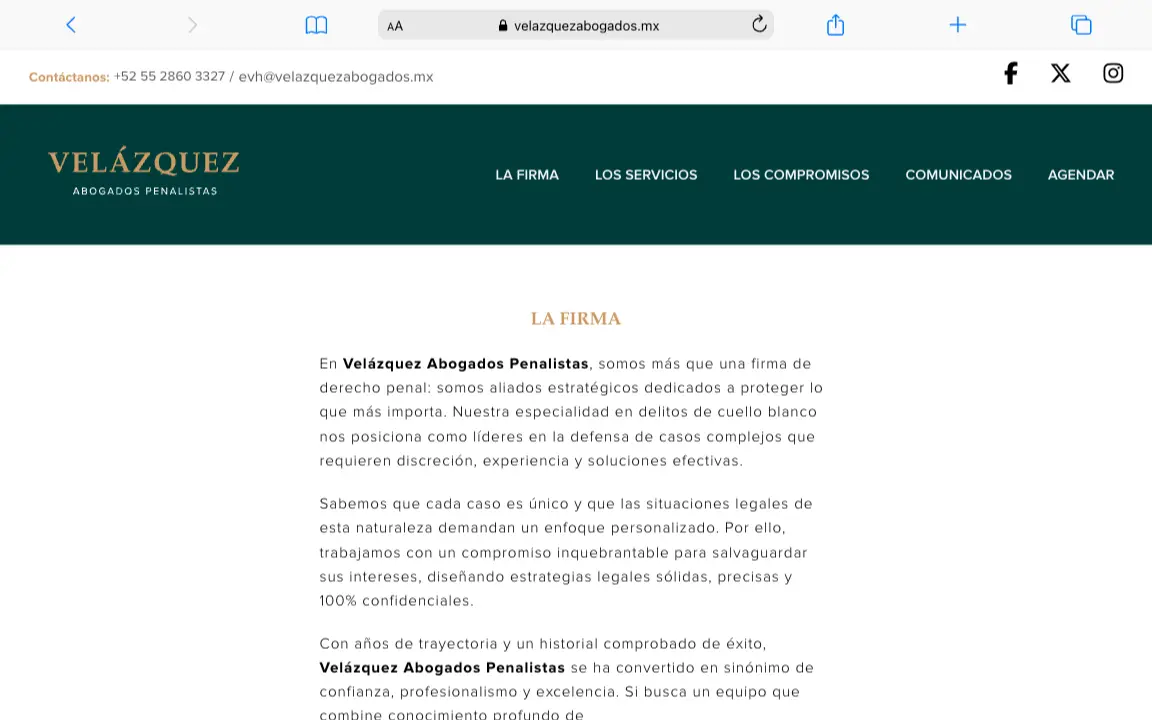 AA velazquezabogados.mx
Contáctanos: +52 55 2860 3327 / evh@velazquezabogados.mx
VELÁZQUEZ
ABOGADOS PENALISTAS
LA FIRMA LOS SERVICIOS LOS COMPROMISOS COMUNICADOS AGENDAR
LA FIRMA
En Velázquez Abogados Penalistas, somos más que una firma de
derecho penal: somos aliados estratégicos dedicados a proteger lo
que más importa. Nuestra especialidad en delitos de cuello blanco
nos posiciona como líderes en la defensa de casos complejos que
requieren discreción, experiencia y soluciones efectivas.
Sabemos que cada caso es único y que las situaciones legales de
esta naturaleza demandan un enfoque personalizado. Por ello,
trabajamos con un compromiso inquebrantable para salvaguardar
sus intereses, diseñando estrategias legales sólidas, precisas y
100% confidenciales.
Con años de trayectoria y un historial comprobado de éxito,
Velázquez Abogados Penalistas se ha convertido en sinónimo de
confianza, profesionalismo y excelencia. Si busca un equipo que
combine conocimiento profundo de